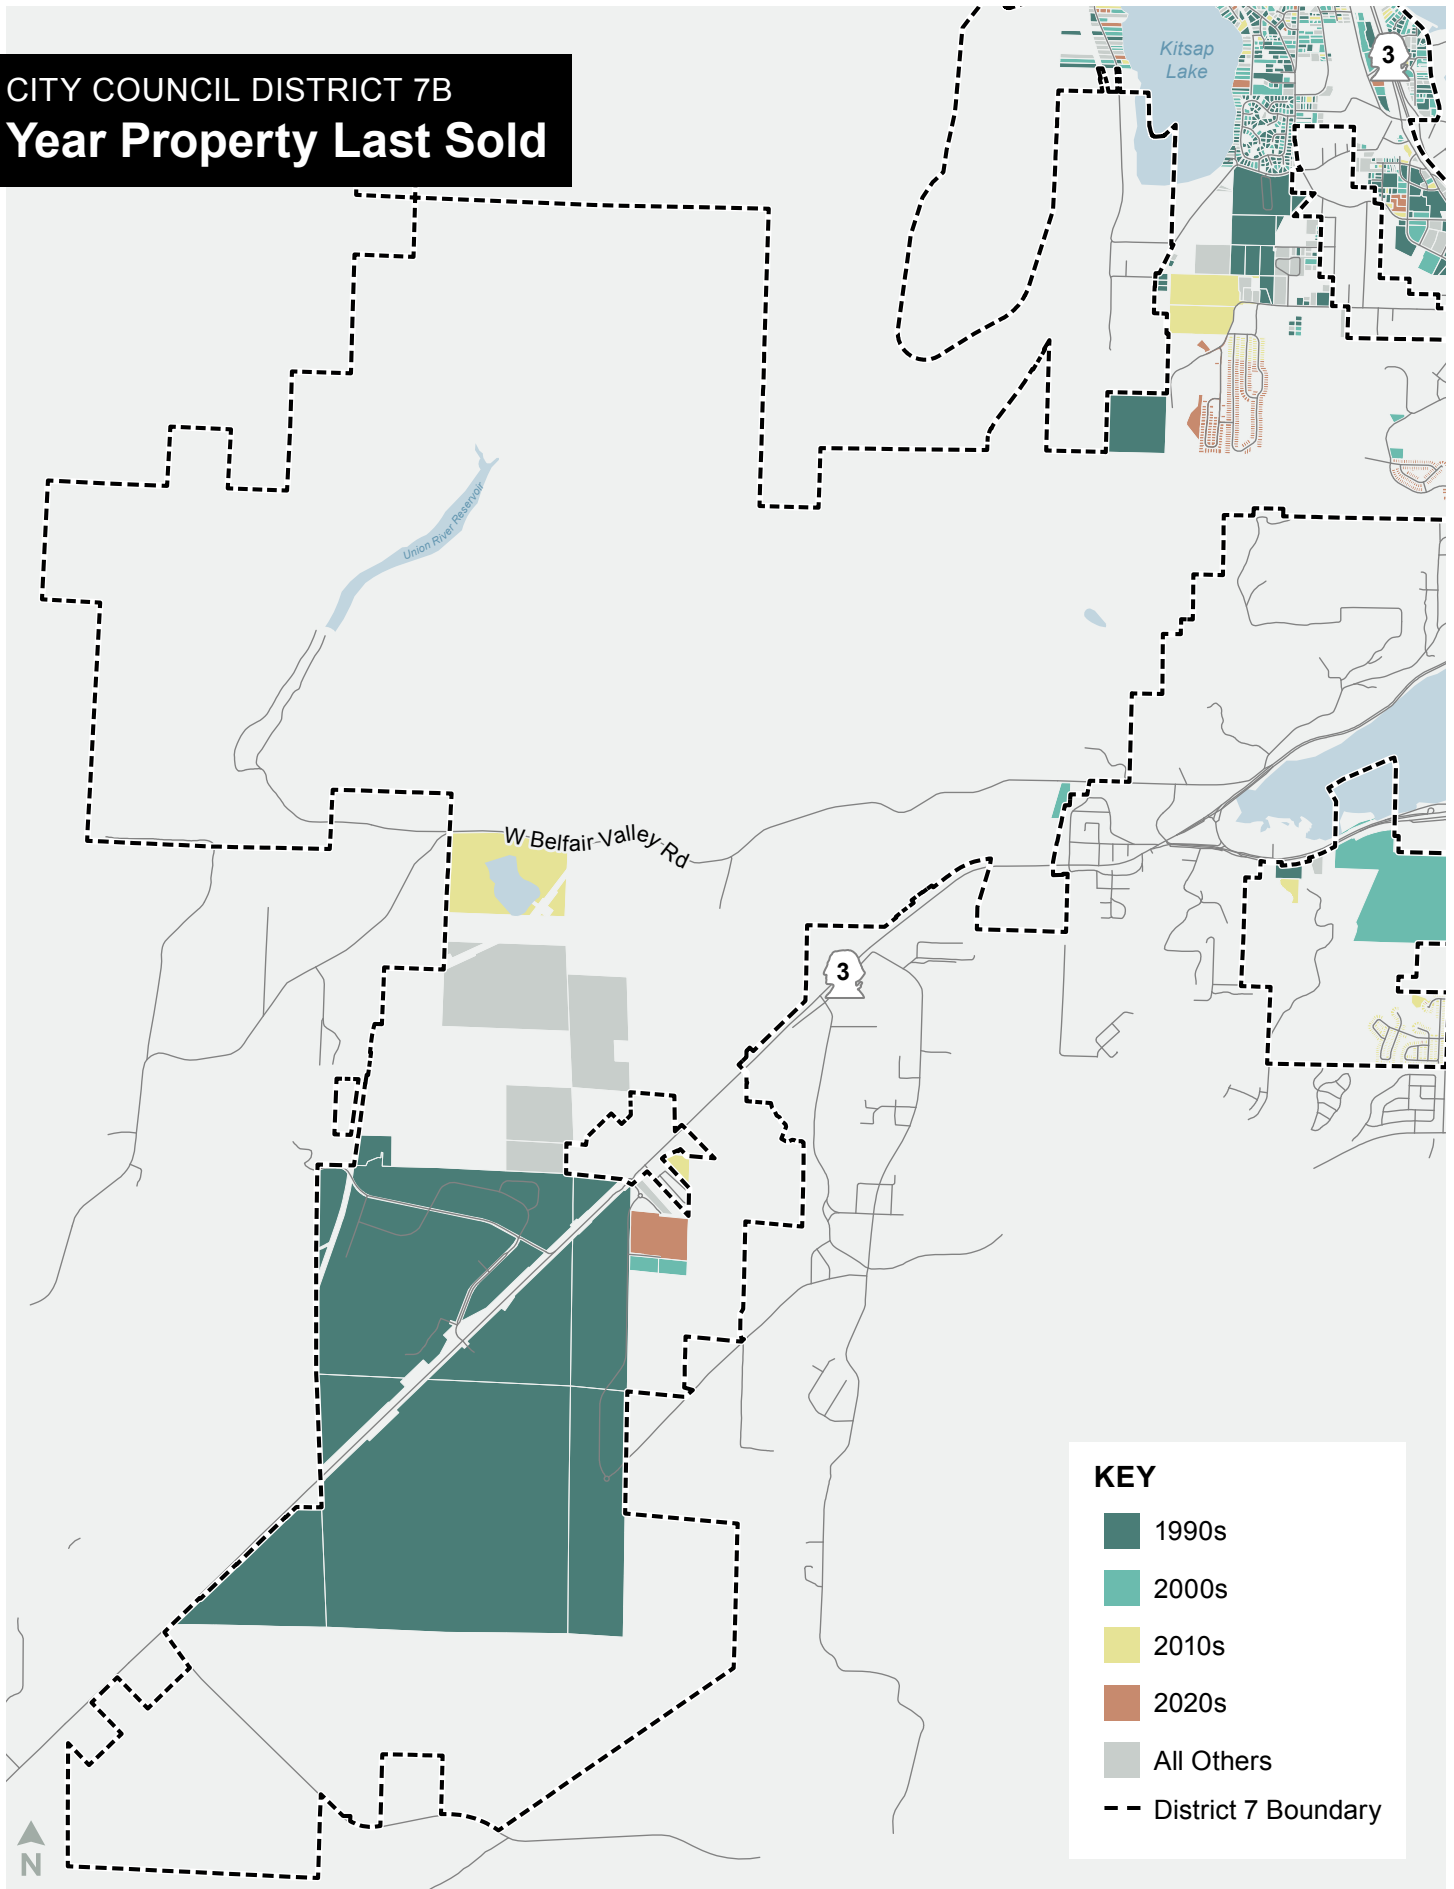 CITY COUNCIL DISTRICT 7B
Year Property Last Sold
Kitsap
Lake
3
Union River Reservoir
W Belfair Valley Rd
3
KEY
1990s
2000s
2010s
2020s
All Others
District 7 Boundary
N